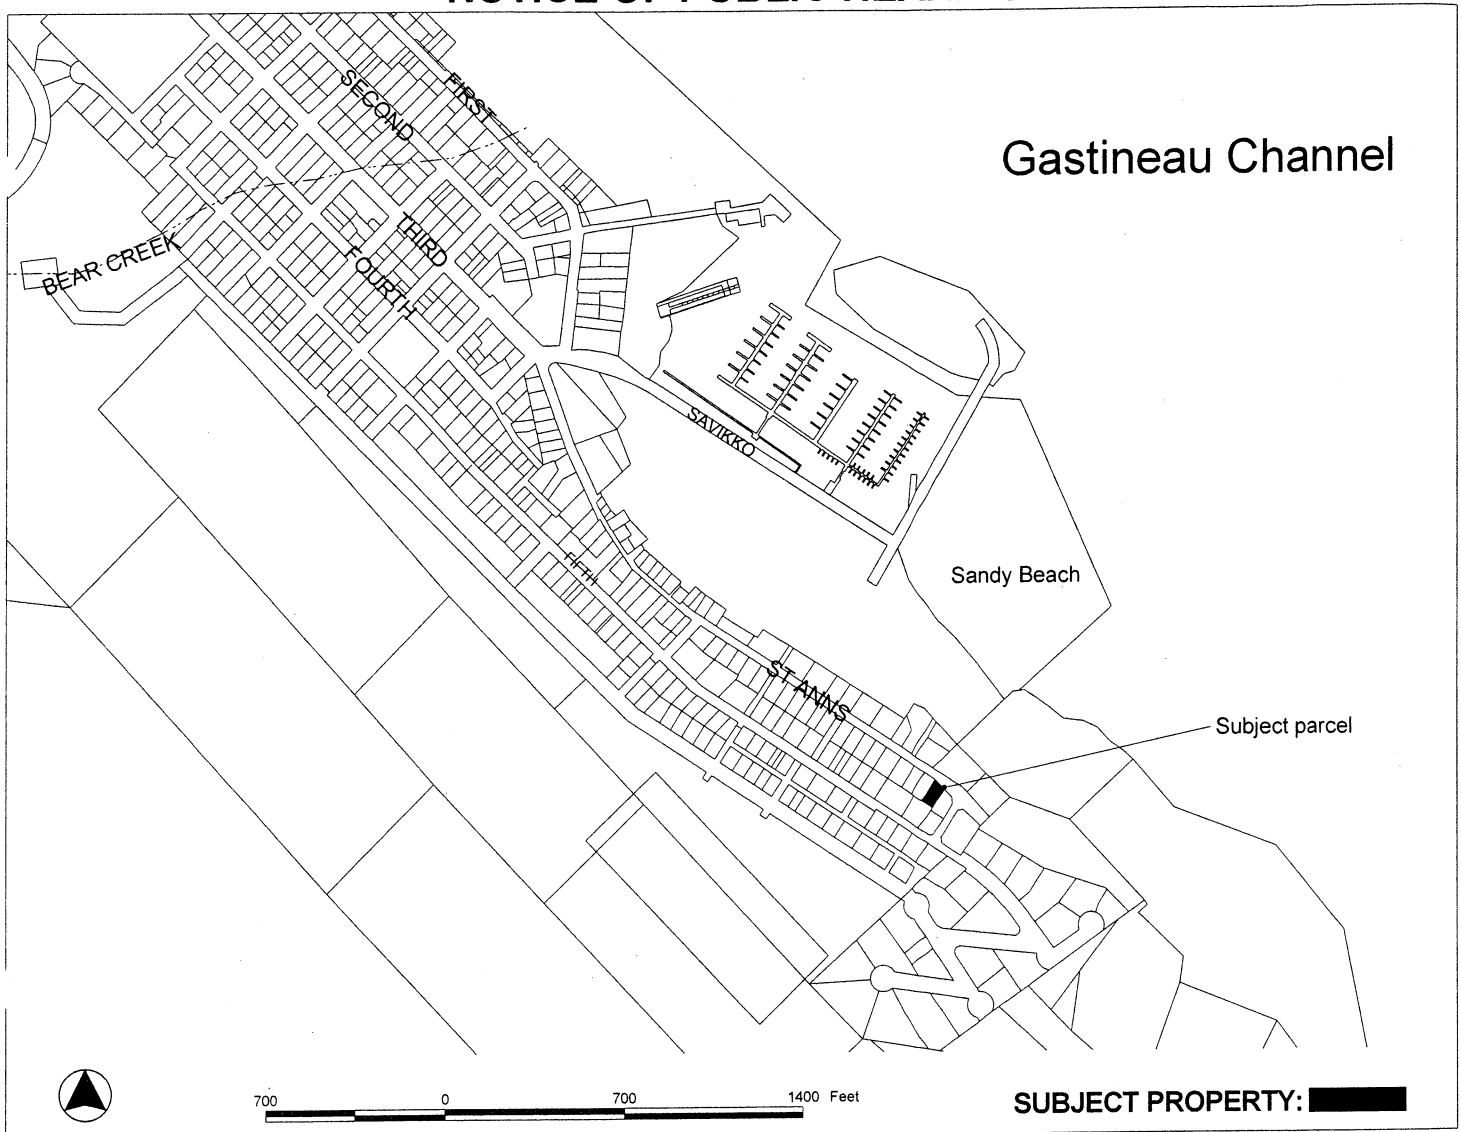 Gastineau Channel
FIRST
SECOND
THIRD
FOURTH
BEAR CREEK
SAVIKKO
FIFTH
Sandy Beach
ST ANNS
Subject parcel
700 0 700 1400 Feet
SUBJECT PROPERTY: